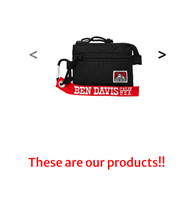 <
>
BEN DAVIS
These are our products!!